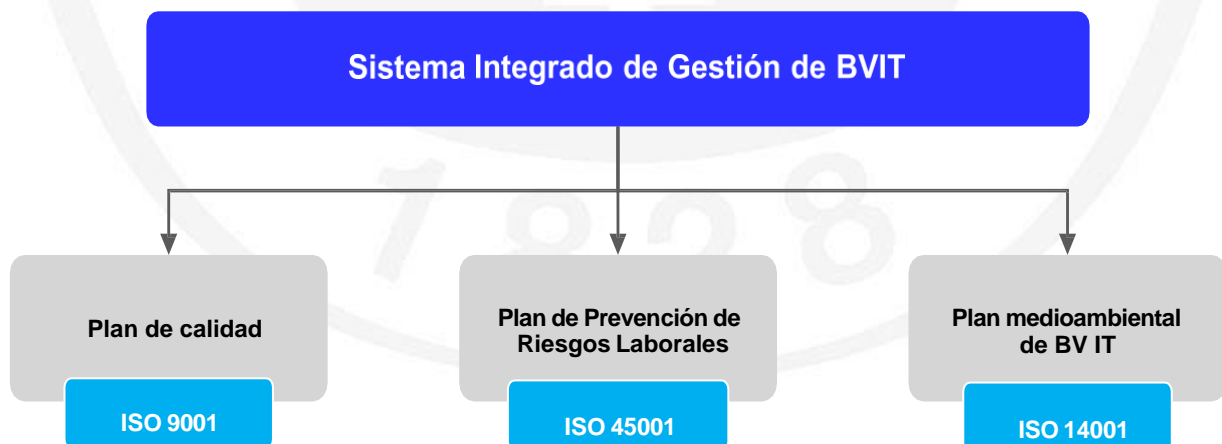 Sistema Integrado de Gestión de BVIT
1828
Plan de calidad
ISO 9001
Plan de Prevención de
Riesgos Laborales
ISO 45001
Plan medioambiental
de BV IT
ISO 14001